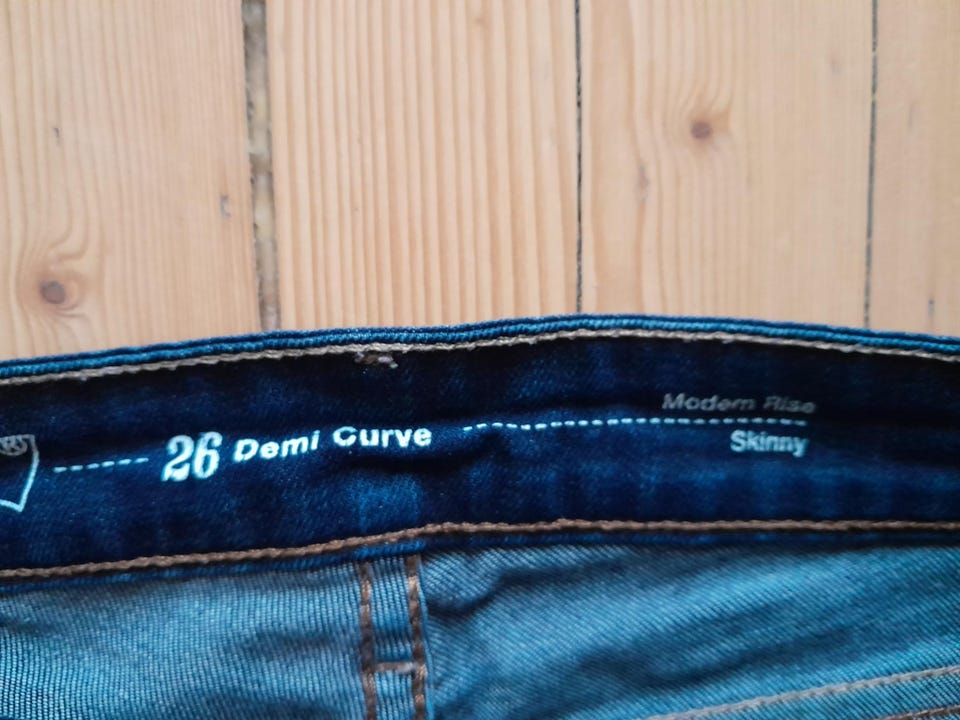 26 Demi Curve
Modern Rise
Skinny